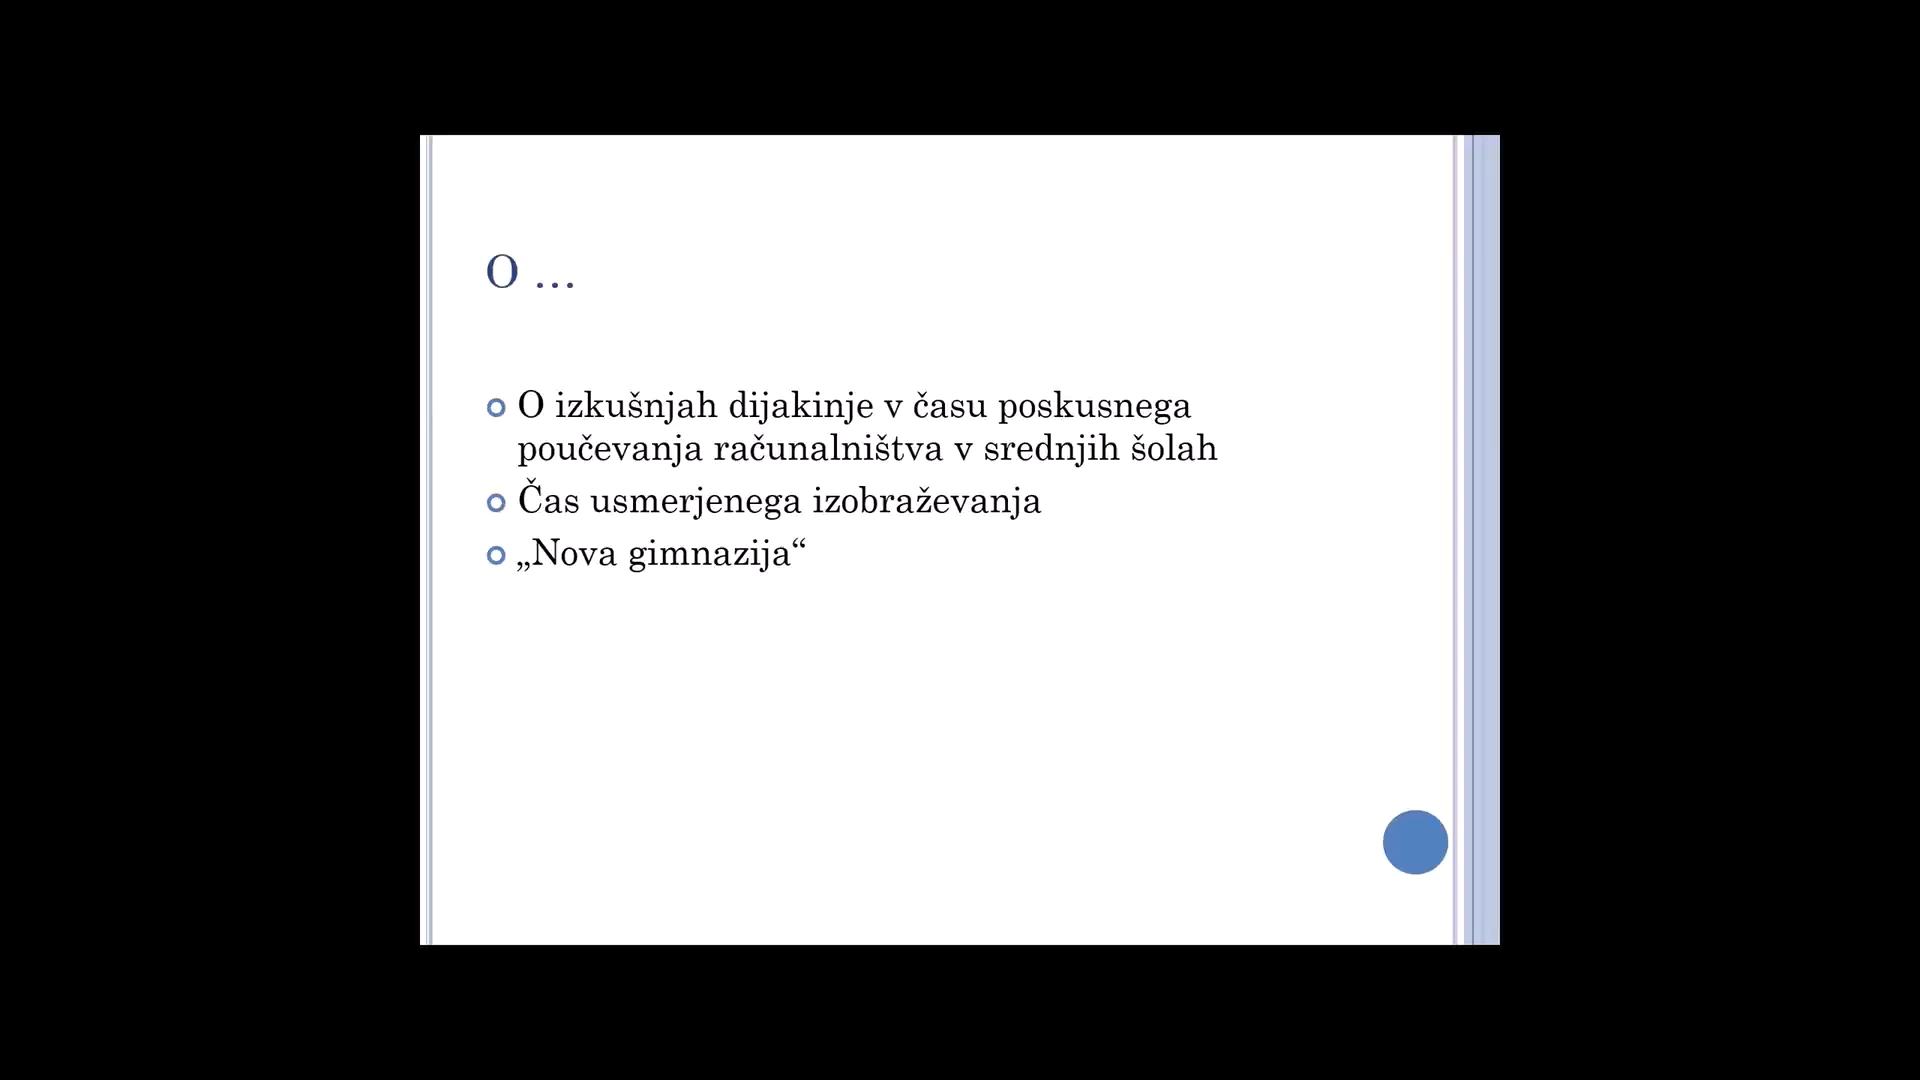 O …
O izkušnjah dijakinje v času poskusnega
poučevanja računalništva v srednjih šolah
Čas usmerjenega izobraževanja
„Nova gimnazija“